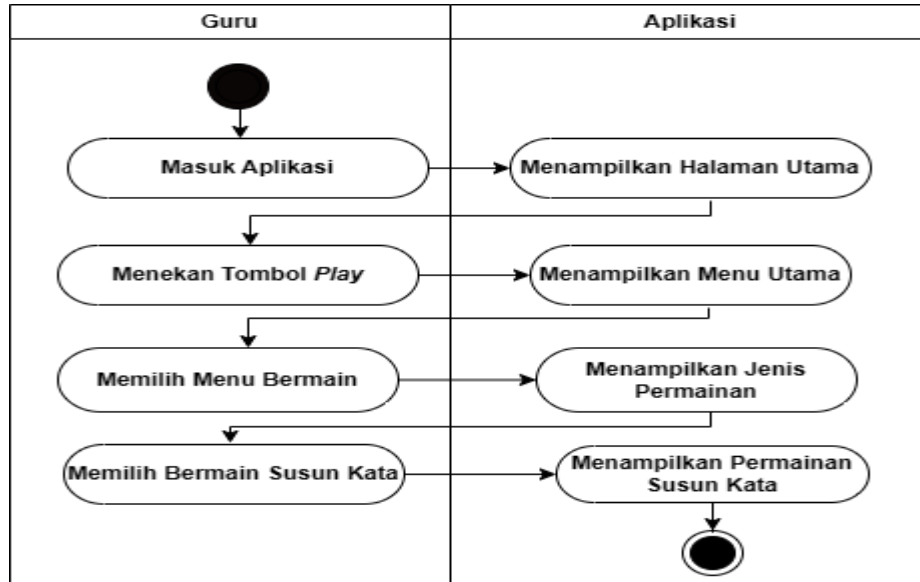 Guru
Aplikasi
Masuk Aplikasi
Menampilkan Halaman Utama
Menekan Tombol Play
Menampilkan Menu Utama
Memilih Menu Bermain
Menampilkan Jenis
Permainan
Memilih Bermain Susun Kata
Menampilkan Permainan
Susun Kata